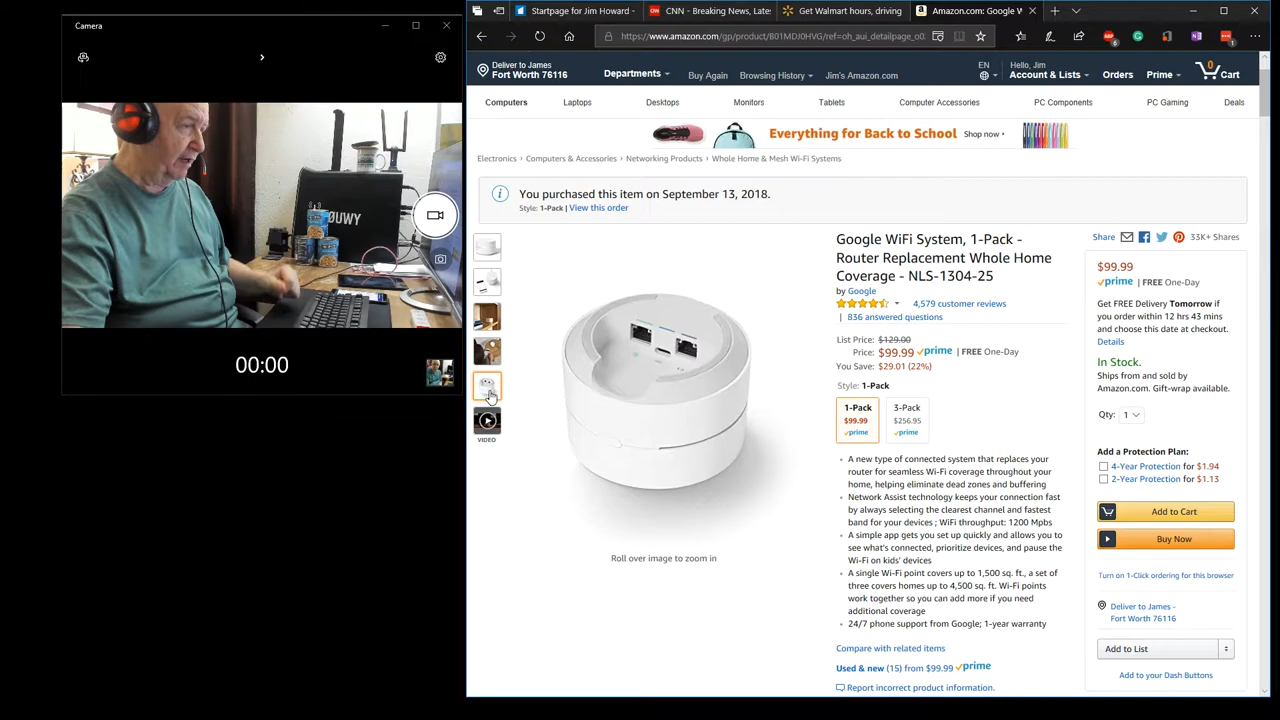 Camera
00:00
OUWY
Startpage for Jim Howard -
CNN - Breaking News, Lates
Get Walmart hours, driving
Amazon.com: Google W
https://www.amazon.com/gp/product/B01MDJ0HVG/ref=oh_aui_detailpage_o0
6
1
Deliver to James
Fort Worth 76116
Departments
Buy Again
Browsing History
Jim's Amazon.com
EN
Hello, Jim
Account & Lists
Orders
Prime
0
Cart
Computers Laptops Desktops Monitors Tablets Computer Accessories PC Components PC Gaming Deals
Everything for Back to School Shop now ›
Electronics › Computers & Accessories › Networking Products › Whole Home & Mesh Wi-Fi Systems
You purchased this item on September 13, 2018.
Style: 1-Pack | View this order
VIDEO
Roll over image to zoom in
Google WiFi System, 1-Pack -
Router Replacement Whole Home
Coverage - NLS-1304-25
by Google
4,579 customer reviews
| 836 answered questions
List Price: $129.00
Price: $99.99 prime | FREE One-Day
You Save: $29.01 (22%)
Style: 1-Pack
1-Pack
$99.99
prime
3-Pack
$256.95
prime
• A new type of connected system that replaces your
router for seamless Wi-Fi coverage throughout your
home, helping eliminate dead zones and buffering
• Network Assist technology keeps your connection fast
by always selecting the clearest channel and fastest
band for your devices ; WiFi throughput: 1200 Mpbs
• A simple app gets you set up quickly and allows you to
see what's connected, prioritize devices, and pause the
Wi-Fi on kids' devices
• A single Wi-Fi point covers up to 1,500 sq. ft., a set of
three covers homes up to 4,500 sq. ft. Wi-Fi points
work together so you can add more if you need
additional coverage
• 24/7 phone support from Google; 1-year warranty
Compare with related items
Used & new (15) from $99.99 prime
Report incorrect product information.
Share 33K+ Shares
$99.99
prime | FREE One-Day
Get FREE Delivery Tomorrow if
you order within 12 hrs 43 mins
and choose this date at checkout.
Details
In Stock.
Ships from and sold by
Amazon.com. Gift-wrap available.
Qty: 1
Add a Protection Plan:
4-Year Protection for $1.94
2-Year Protection for $1.13
Add to Cart
Buy Now
Turn on 1-Click ordering for this browser
Deliver to James -
Fort Worth 76116
Add to List
Add to your Dash Buttons